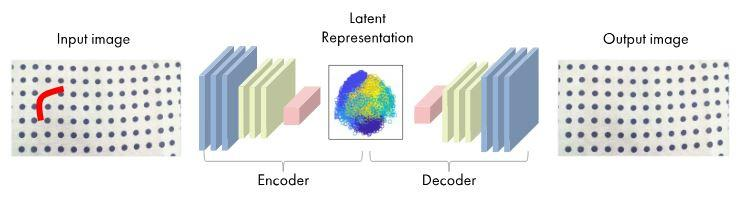 Input image
Latent
Representation
Output image
Encoder
Decoder